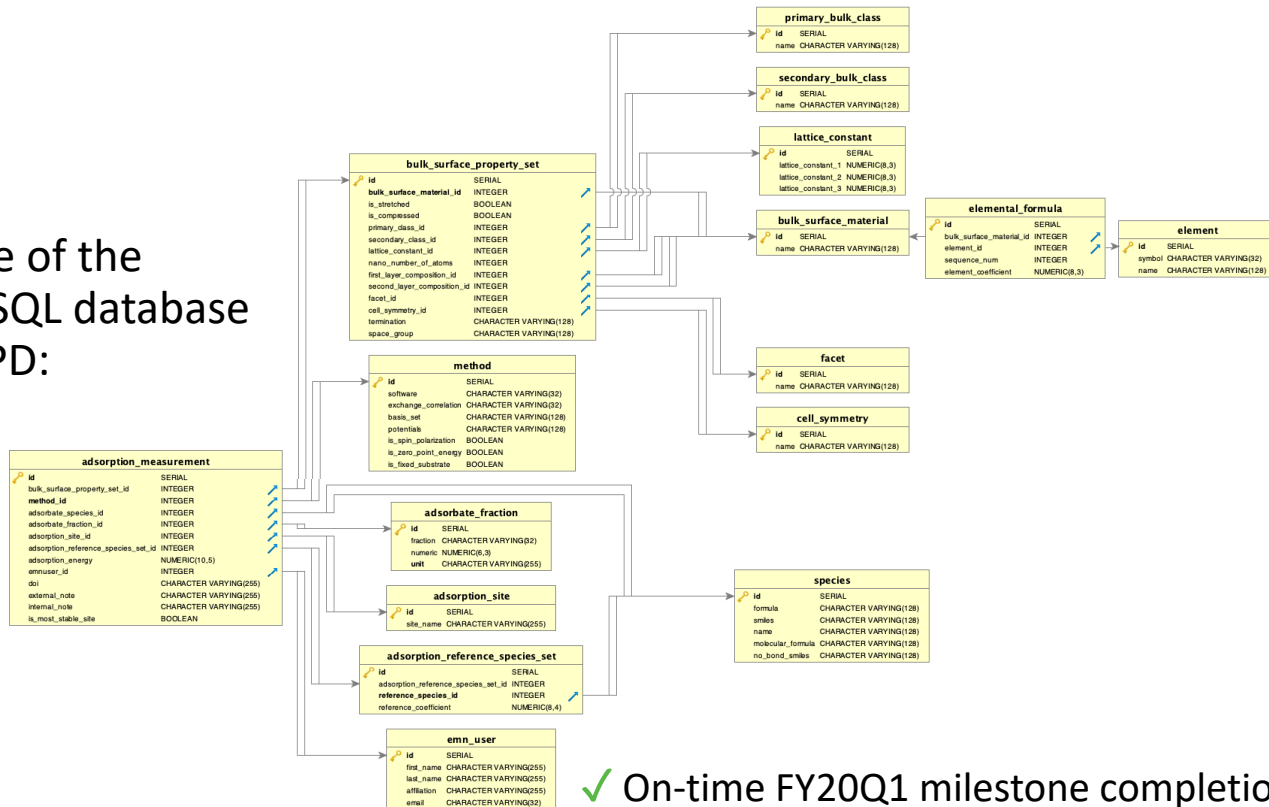 e of the
SQL database
PD:
primary_bulk_class
id SERIAL
name CHARACTER VARYING(128)
secondary_bulk_class
id SERIAL
name CHARACTER VARYING(128)
lattice_constant
id SERIAL
lattice_constant_1 NUMERIC(8,3)
lattice_constant_2 NUMERIC(8,3)
lattice_constant_3 NUMERIC(8,3)
bulk_surface_property_set
id SERIAL
bulk_surface_material_id INTEGER
is_stretched BOOLEAN
is_compressed BOOLEAN
primary_class_id INTEGER
secondary_class_id INTEGER
lattice_constant_id INTEGER
nano_number_of_atoms INTEGER
first_layer_composition_id INTEGER
second_layer_composition_id INTEGER
facet_id INTEGER
cell_symmetry_id INTEGER
termination CHARACTER VARYING(128)
space_group CHARACTER VARYING(128)
bulk_surface_material
id SERIAL
name CHARACTER VARYING(128)
elemental_formula
id SERIAL
bulk_surface_material_id INTEGER
element_id INTEGER
sequence_num INTEGER
element_coefficient NUMERIC(8,3)
element
id SERIAL
symbol CHARACTER VARYING(32)
name CHARACTER VARYING(128)
facet
id SERIAL
name CHARACTER VARYING(128)
cell_symmetry
id SERIAL
name CHARACTER VARYING(128)
method
id SERIAL
software CHARACTER VARYING(32)
exchange_correlation CHARACTER VARYING(32)
basis_set CHARACTER VARYING(128)
potentials CHARACTER VARYING(128)
is_spin_polarization BOOLEAN
is_zero_point_energy BOOLEAN
is_fixed_substrate BOOLEAN
adsorption_measurement
id SERIAL
bulk_surface_property_set_id INTEGER
method_id INTEGER
adsorbate_species_id INTEGER
adsorbate_fraction_id INTEGER
adsorption_site_id INTEGER
adsorption_reference_species_set_id INTEGER
adsorption_energy NUMERIC(10,5)
emnuser_id INTEGER
doi CHARACTER VARYING(255)
external_note CHARACTER VARYING(255)
internal_note CHARACTER VARYING(255)
is_most_stable_site BOOLEAN
adsorbate_fraction
id SERIAL
fraction CHARACTER VARYING(32)
numeric NUMERIC(6,3)
unit CHARACTER VARYING(255)
adsorption_site
id SERIAL
site_name CHARACTER VARYING(255)
adsorption_reference_species_set
id SERIAL
adsorption_reference_species_set_id INTEGER
reference_species_id INTEGER
reference_coefficient NUMERIC(8,4)
species
id SERIAL
formula CHARACTER VARYING(128)
smiles CHARACTER VARYING(128)
name CHARACTER VARYING(128)
molecular_formula CHARACTER VARYING(128)
no_bond_smiles CHARACTER VARYING(128)
emn_user
id SERIAL
first_name CHARACTER VARYING(255)
last_name CHARACTER VARYING(255)
affiliation CHARACTER VARYING(255)
email CHARACTER VARYING(32)
✓ On-time FY20Q1 milestone completio